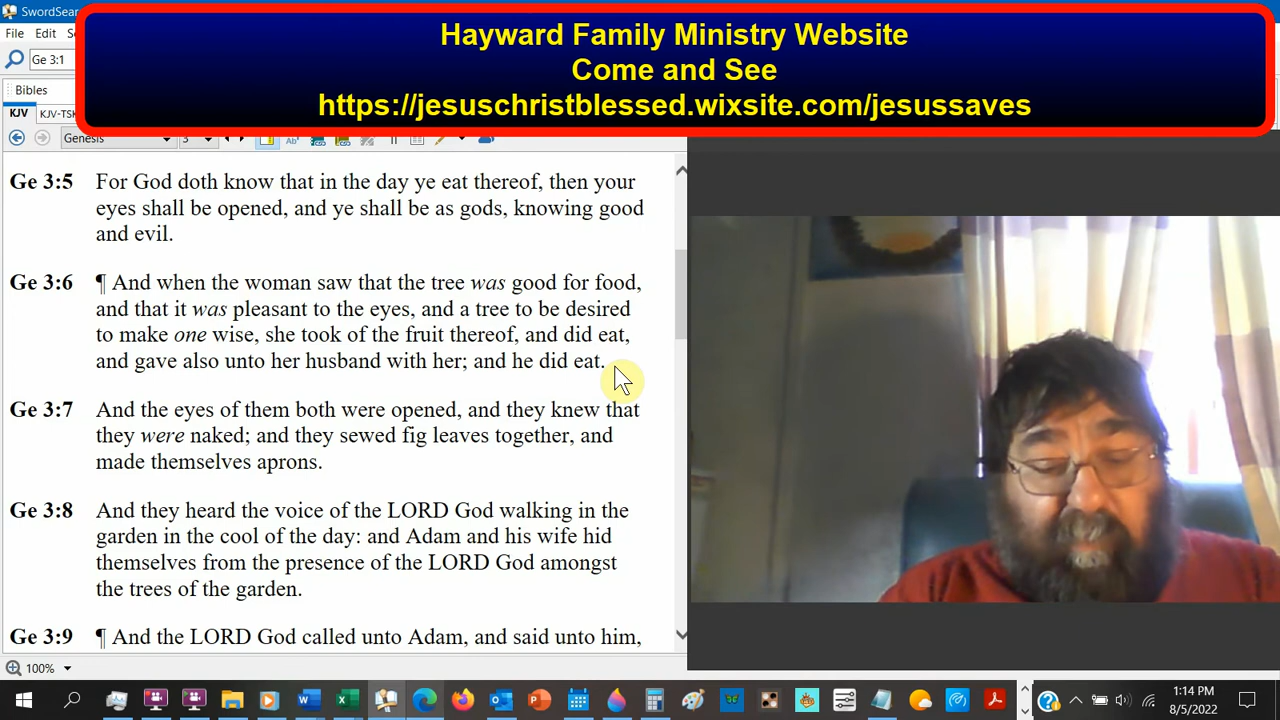 SwordSear
Hayward Family Ministry Website
Come and See
https://jesuschristblessed.wixsite.com/jesussaves
File Edit
Ge 3:1
Bibles
KJV KJV-TSK
Genesis 3
Ge 3:5 For God doth know that in the day ye eat thereof, then your
eyes shall be opened, and ye shall be as gods, knowing good
and evil.
Ge 3:6 ¶ And when the woman saw that the tree was good for food,
and that it was pleasant to the eyes, and a tree to be desired
to make one wise, she took of the fruit thereof, and did eat,
and gave also unto her husband with her; and he did eat.
Ge 3:7 And the eyes of them both were opened, and they knew that
they were naked; and they sewed fig leaves together, and
made themselves aprons.
Ge 3:8 And they heard the voice of the LORD God walking in the
garden in the cool of the day: and Adam and his wife hid
themselves from the presence of the LORD God amongst
the trees of the garden.
Ge 3:9 ¶ And the LORD God called unto Adam, and said unto him,
100%
1:14 PM
8/5/2022